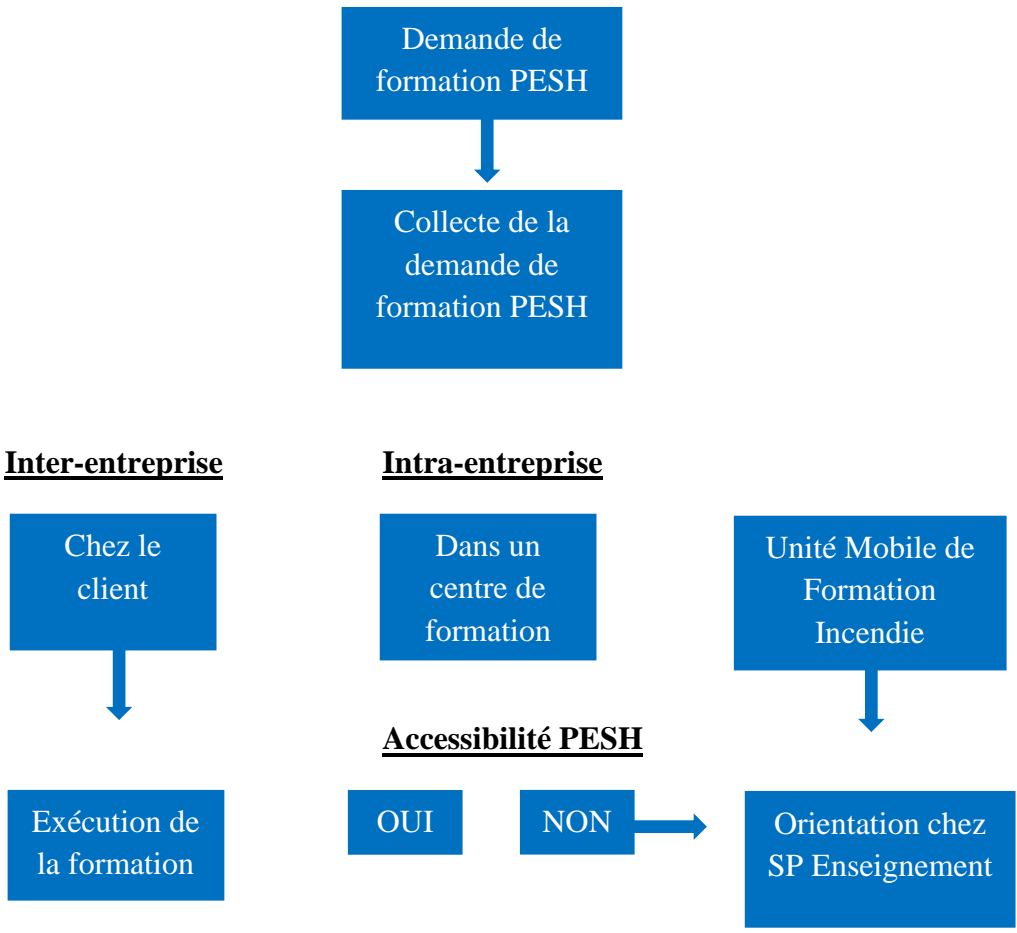 Demande de
formation PESH
Collecte de la
demande de
formation PESH
Inter-entreprise
Intra-entreprise
Chez le
client
Dans un
centre de
formation
Unité Mobile de
Formation
Incendie
Accessibilité PESH
Exécution de
la formation
OUI
NON
Orientation chez
SP Enseignement